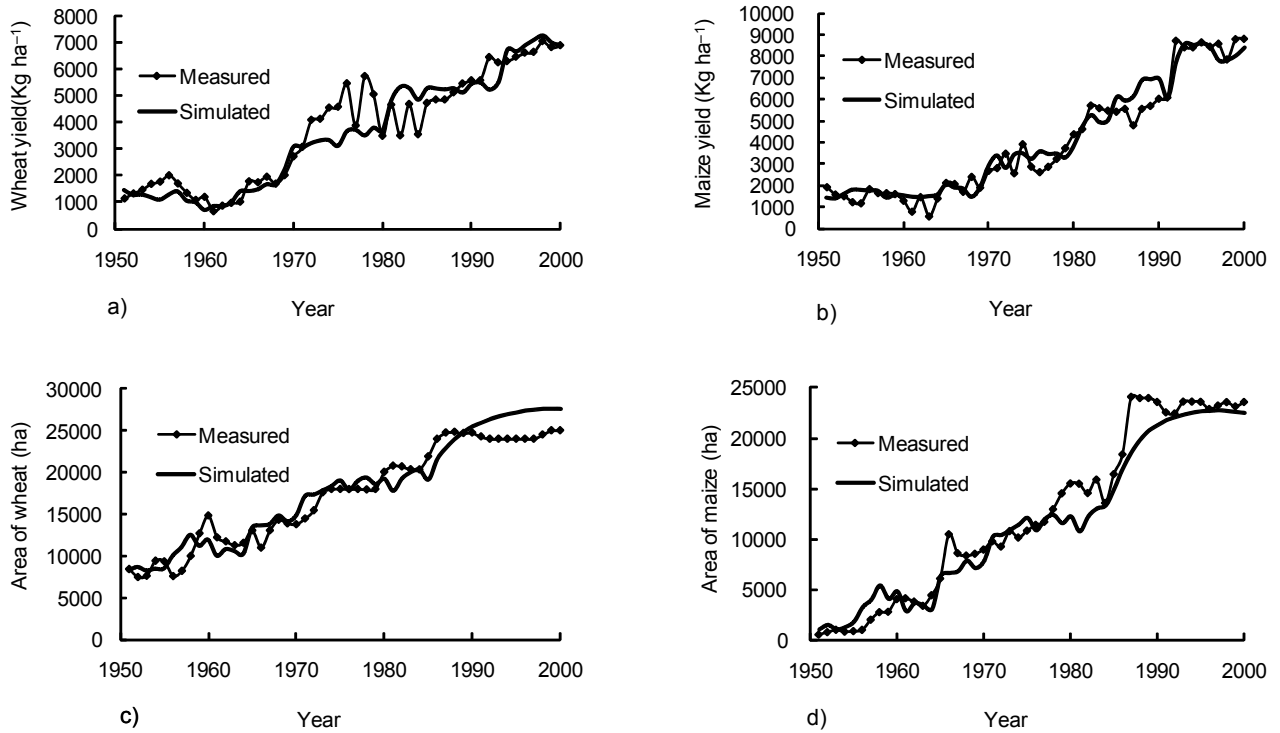 Wheat yield(Kg ha⁻¹)
8000
7000
6000
5000
4000
3000
2000
1000
0
Measured
Simulated
1950 1960 1970 1980 1990 2000
a)
Year
Maize yield (Kg ha⁻¹)
10000
9000
8000
7000
6000
5000
4000
3000
2000
1000
0
Measured
Simulated
1950 1960 1970 1980 1990 2000
b)
Year
Area of wheat (ha)
30000
25000
20000
15000
10000
5000
0
Measured
Simulated
1950 1960 1970 1980 1990 2000
c)
Year
Area of maize (ha)
25000
20000
15000
10000
5000
0
Measured
Simulated
1950 1960 1970 1980 1990 2000
d)
Year